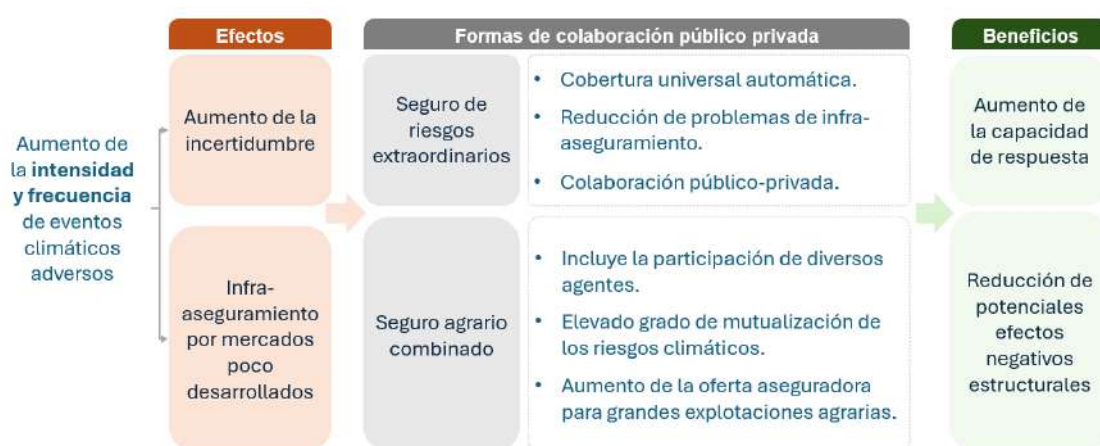 Efectos
Formas de colaboración público privada
Beneficios
Aumento de
la intensidad
y frecuencia
de eventos
climáticos
adversos
Aumento de la
incertidumbre
Infra-
aseguramiento
por mercados
poco
desarrollados
Seguro de
riesgos
extraordinarios
• Cobertura universal automática.
• Reducción de problemas de infra-
aseguramiento.
• Colaboración público-privada.
Seguro agrario
combinado
• Incluye la participación de diversos
agentes.
• Elevado grado de mutualización de
los riesgos climáticos.
• Aumento de la oferta aseguradora
para grandes explotaciones agrarias.
Aumento de
la capacidad
de respuesta
Reducción de
potenciales
efectos
negativos
estructurales